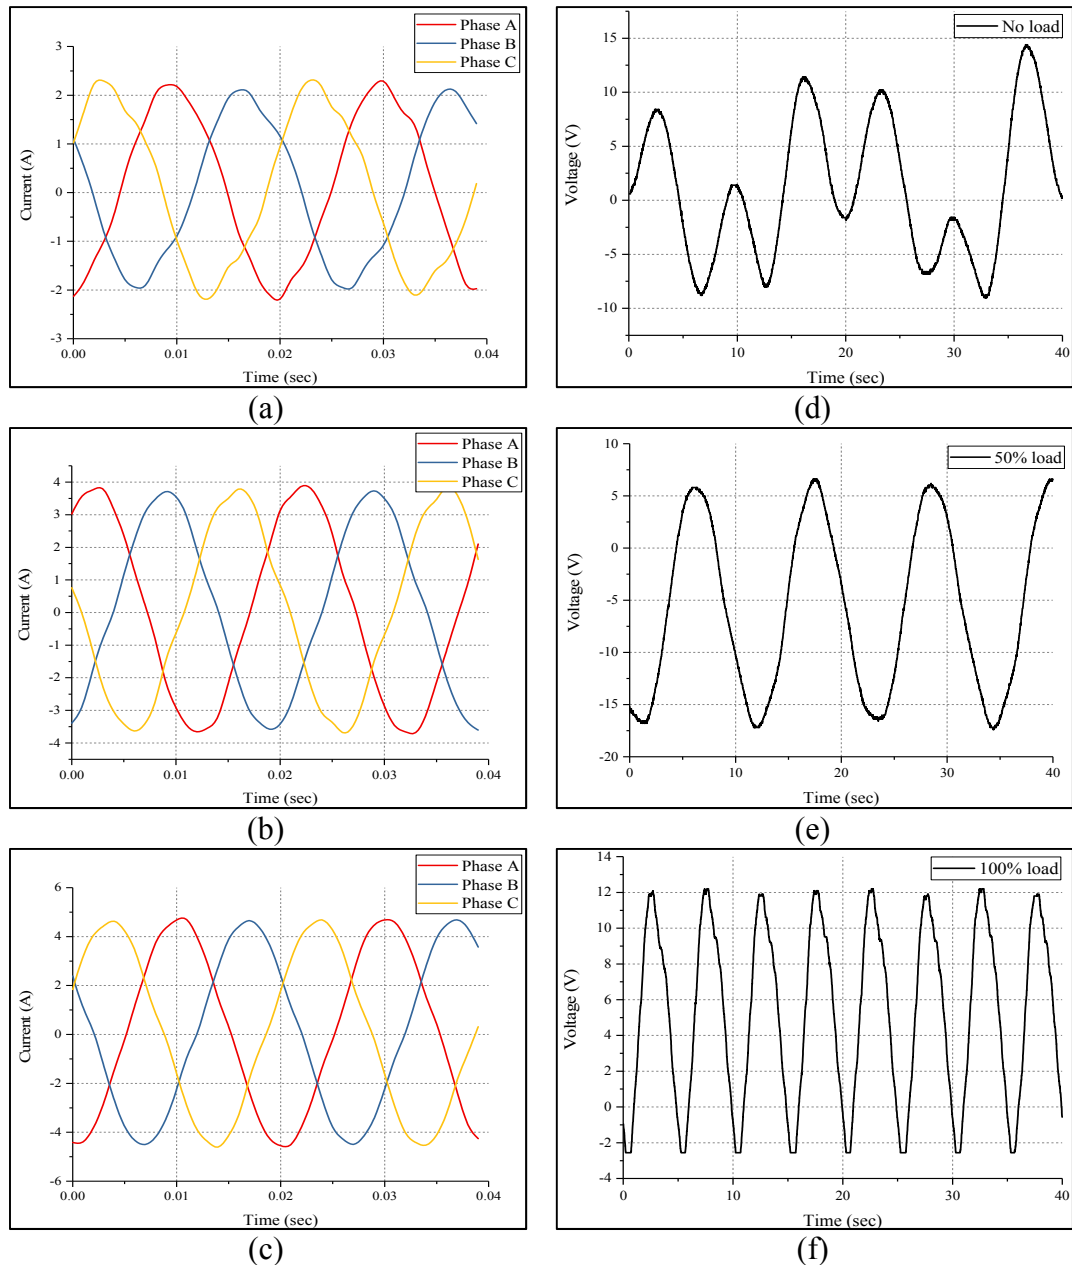 Phase A
Phase B
Phase C
3
2
1
0
-1
-2
-3
Current (A)
0.00 0.01 0.02 0.03 0.04
Time (sec)
(a)
No load
15
10
5
0
-5
-10
Voltage (V)
0 10 20 30 40
Time (sec)
(d)
Phase A
Phase B
Phase C
4
3
2
1
0
-1
-2
-3
-4
Current (A)
0.00 0.01 0.02 0.03 0.04
Time (sec)
(b)
50% load
10
5
0
-5
-10
-15
-20
Voltage (V)
0 10 20 30 40
Time (sec)
(e)
Phase A
Phase B
Phase C
6
4
2
0
-2
-4
-6
Current (A)
0.00 0.01 0.02 0.03 0.04
Time (sec)
(c)
100% load
14
12
10
8
6
4
2
0
-2
-4
Voltage (V)
0 10 20 30 40
Time (sec)
(f)